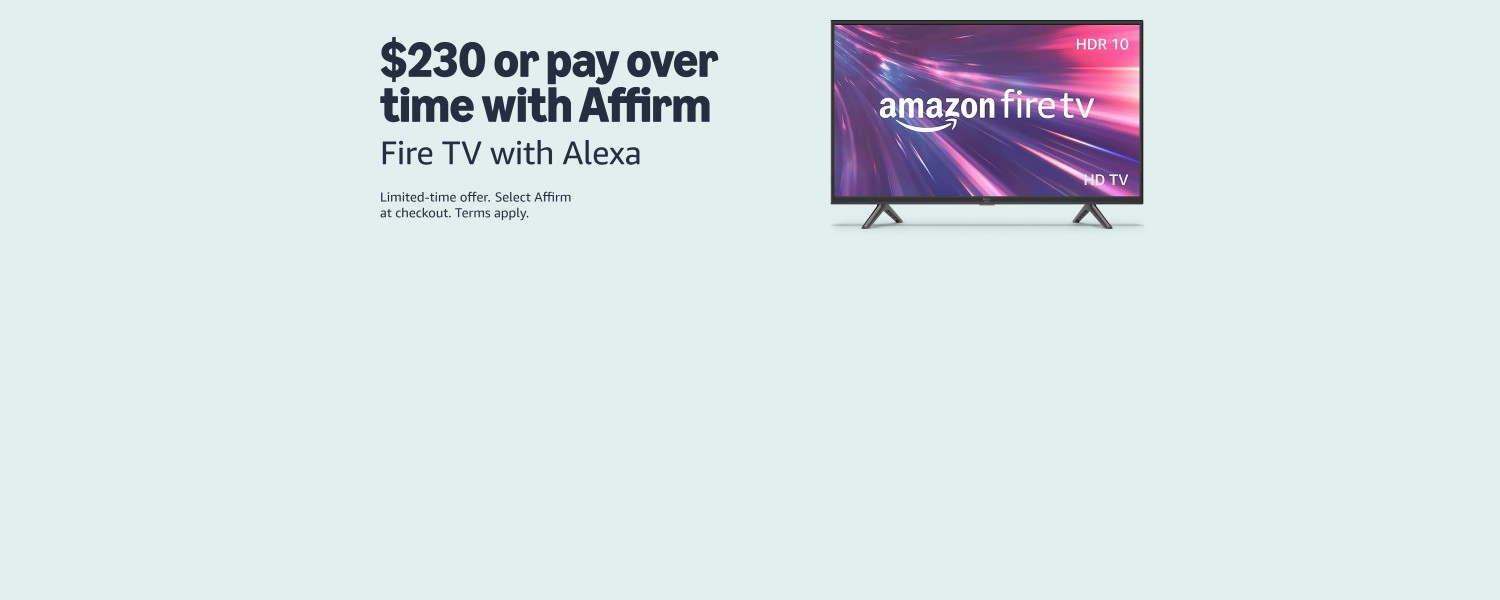 $230 or pay over
time with Affirm
Fire TV with Alexa
Limited-time offer. Select Affirm
at checkout. Terms apply.
HDR 10
amazon fire tv
HD TV